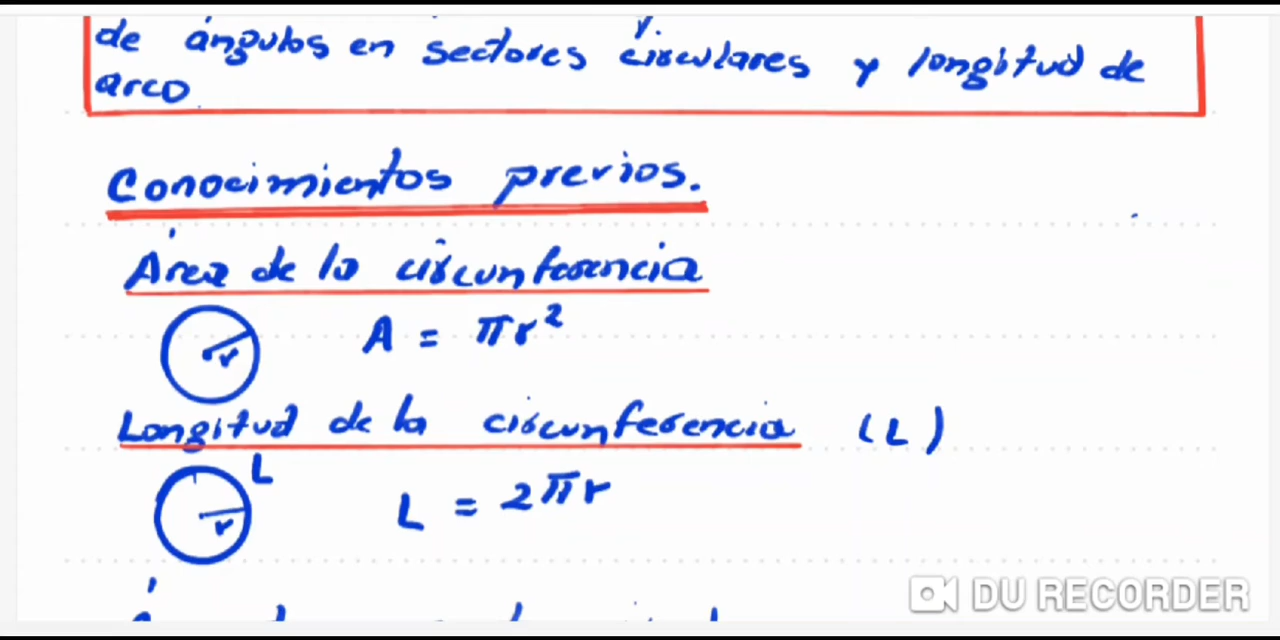 de ángulos en sectores circulares y longitud de
arco
Conocimientos previos.
Área de la circunferencia
r
A = πr²
Longitud de la circunferencia (L)
L
r
L = 2πr
DU RECORDER